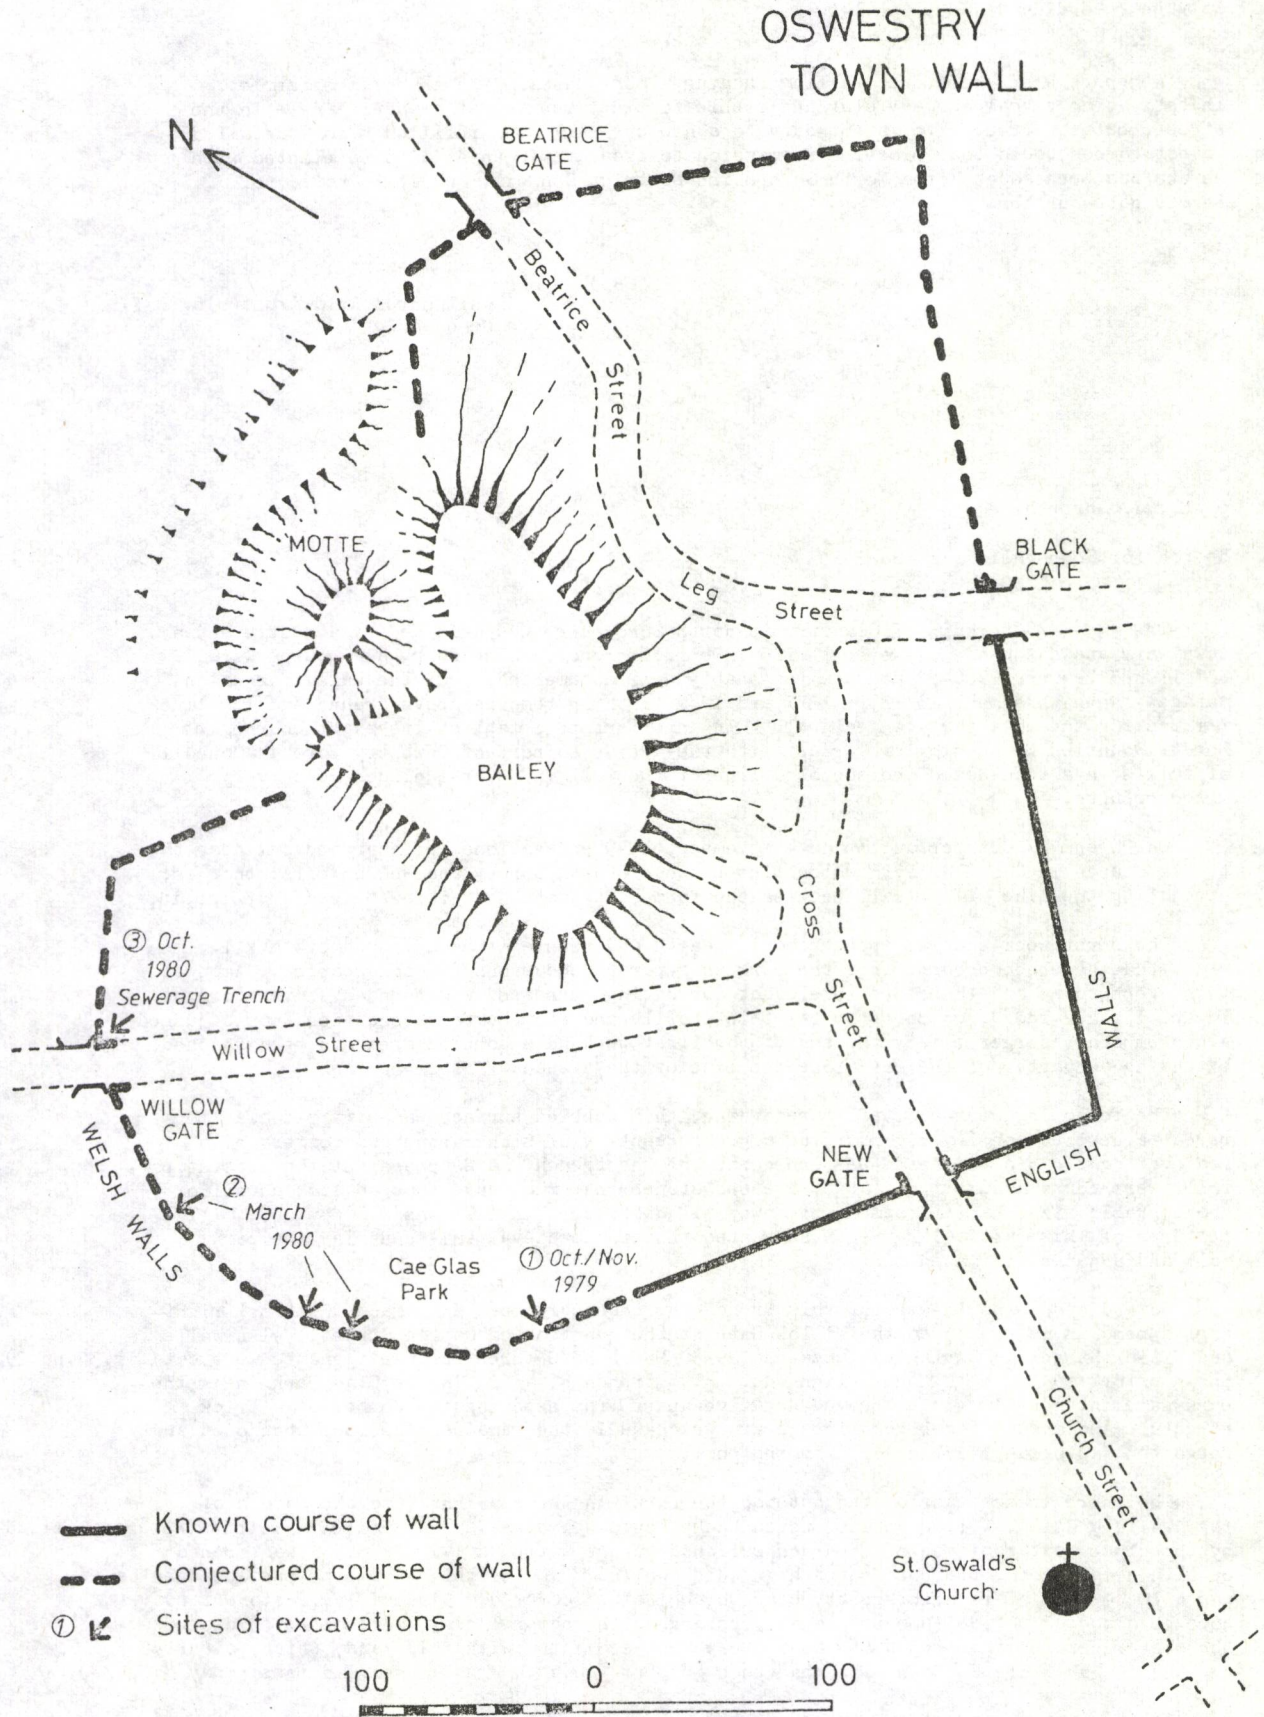 OSWESTRY
TOWN WALL
N
BEATRICE
GATE
Beatrice
Street
MOTTE
BLACK
GATE
Leg
Street
BAILEY
Cross
Street
③ Oct.
1980
Sewerage Trench
WALLS
Willow Street
WILLOW
GATE
WELSH WALLS
NEW
GATE
ENGLISH
②
March
1980
Cae Glas
Park
① Oct./Nov.
1979
Church Street
Known course of wall
Conjectured course of wall
① Sites of excavations
St. Oswald's
Church
100 0 100